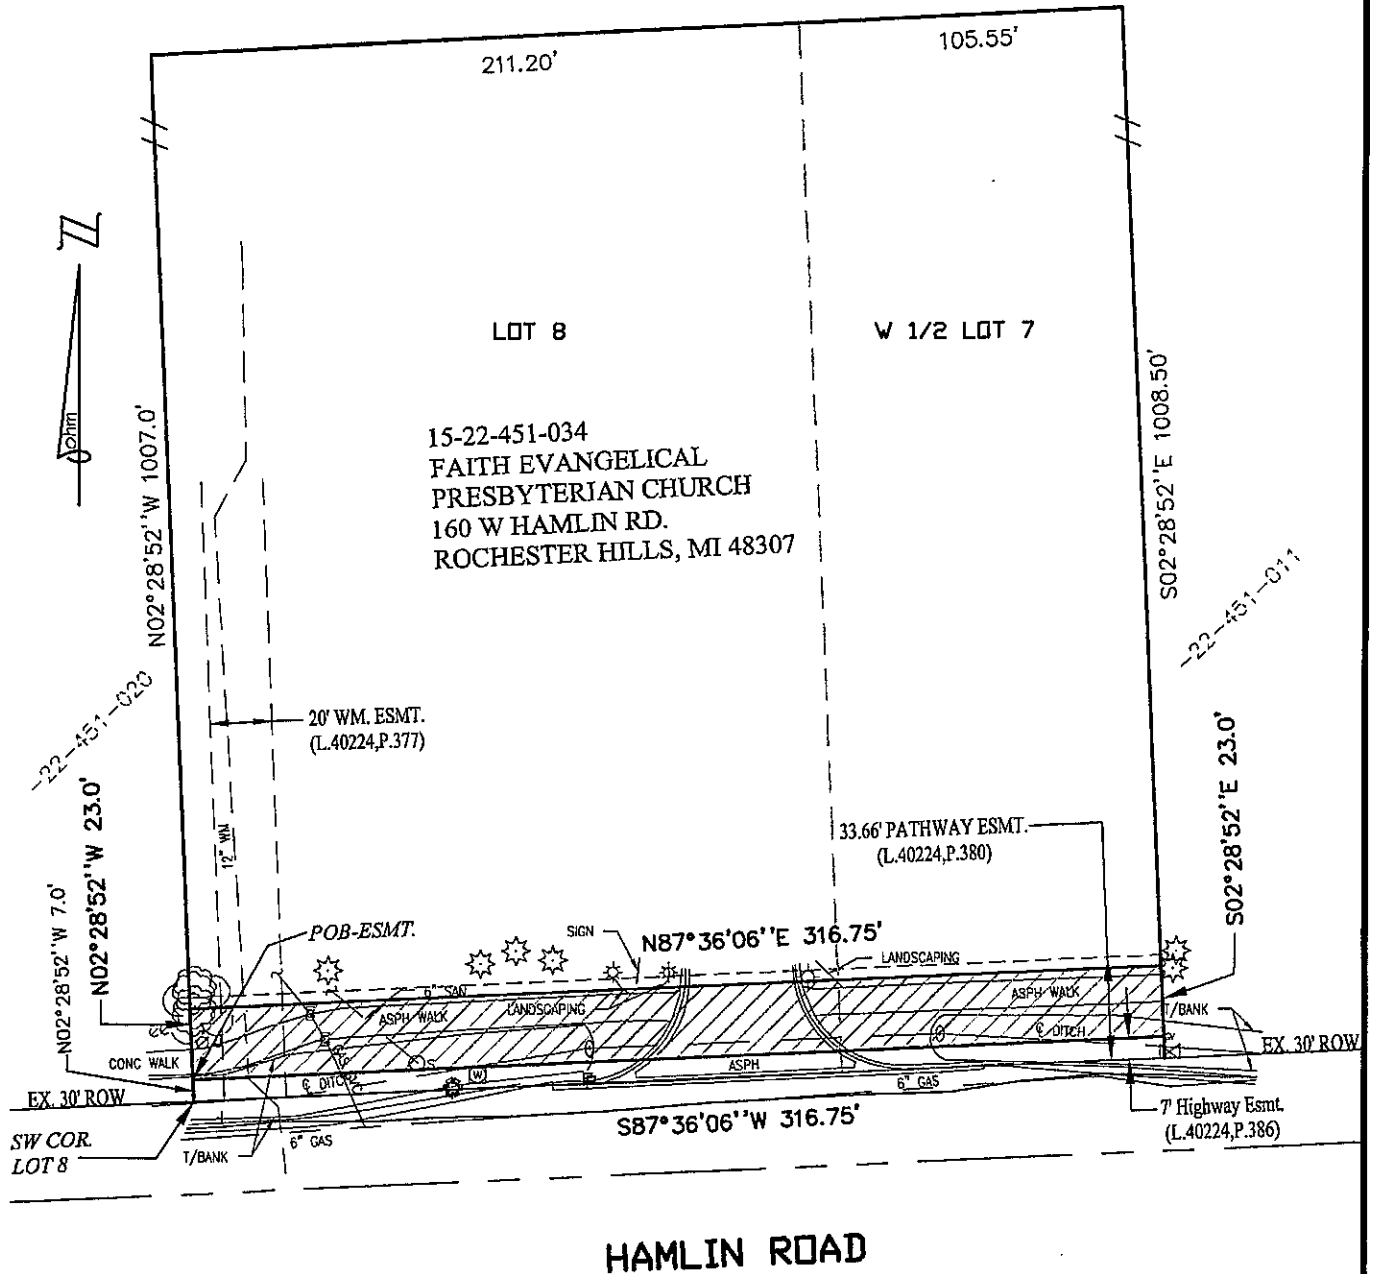 211.20'
105.55'
Z
ohm
LOT 8
W 1/2 LOT 7
15-22-451-034
FAITH EVANGELICAL
PRESBYTERIAN CHURCH
160 W HAMLIN RD.
ROCHESTER HILLS, MI 48307
N02°28'52''W 1007.0'
S02°28'52''E 1008.50'
-22-451-020
-22-451-011
20' WM. ESMT.
(L.40224,P.377)
12" WM
N02°28'52''W 23.0'
N02°28'52''W 7.0'
S02°28'52''E 23.0'
33.66' PATHWAY ESMT.
(L.40224,P.380)
POB-ESMT.
SIGN
N87°36'06''E 316.75'
LANDSCAPING
6" SAN
LANDSCAPING
ASPH WALK
ASPH WALK
T/BANK
CONC WALK
℄ DITCH
S
W
℄ DITCH
ASPH
6" GAS
EX. 30' ROW
EX. 30' ROW
SW COR.
LOT 8
T/BANK
6" GAS
S87°36'06''W 316.75'
7' Highway Esmt.
(L.40224,P.386)
HAMLIN ROAD